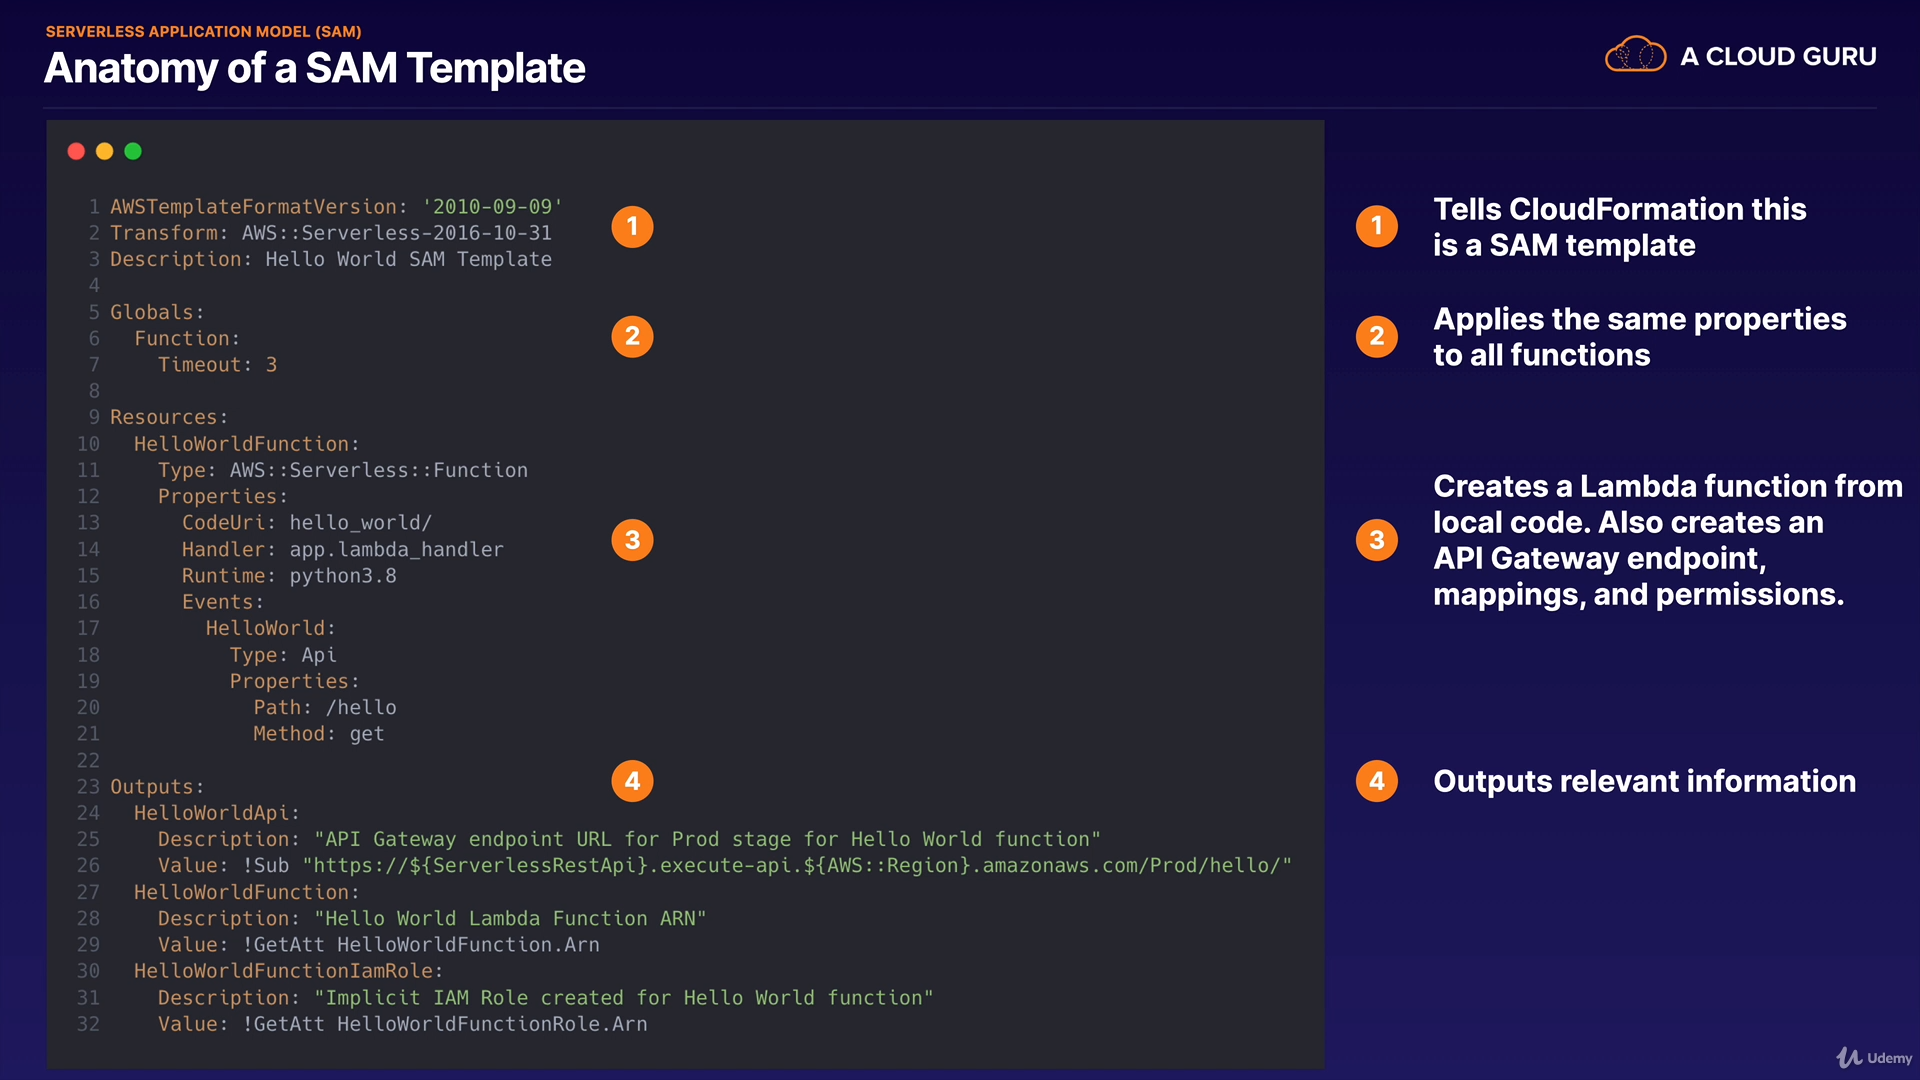 SERVERLESS APPLICATION MODEL (SAM)
Anatomy of a SAM Template
A CLOUD GURU
1 AWSTemplateFormatVersion: '2010-09-09'
2 Transform: AWS::Serverless-2016-10-31
3 Description: Hello World SAM Template
4
5 Globals:
6   Function:
7     Timeout: 3
8
9 Resources:
10   HelloWorldFunction:
11     Type: AWS::Serverless::Function
12     Properties:
13       CodeUri: hello_world/
14       Handler: app.lambda_handler
15       Runtime: python3.8
16       Events:
17         HelloWorld:
18           Type: Api
19           Properties:
20             Path: /hello
21             Method: get
22
23 Outputs:
24   HelloWorldApi:
25     Description: "API Gateway endpoint URL for Prod stage for Hello World function"
26     Value: !Sub "https://${ServerlessRestApi}.execute-api.${AWS::Region}.amazonaws.com/Prod/hello/"
27   HelloWorldFunction:
28     Description: "Hello World Lambda Function ARN"
29     Value: !GetAtt HelloWorldFunction.Arn
30   HelloWorldFunctionIamRole:
31     Description: "Implicit IAM Role created for Hello World function"
32     Value: !GetAtt HelloWorldFunctionRole.Arn
1
2
3
4
1 Tells CloudFormation this
is a SAM template
2 Applies the same properties
to all functions
3 Creates a Lambda function from
local code. Also creates an
API Gateway endpoint,
mappings, and permissions.
4 Outputs relevant information
Udemy